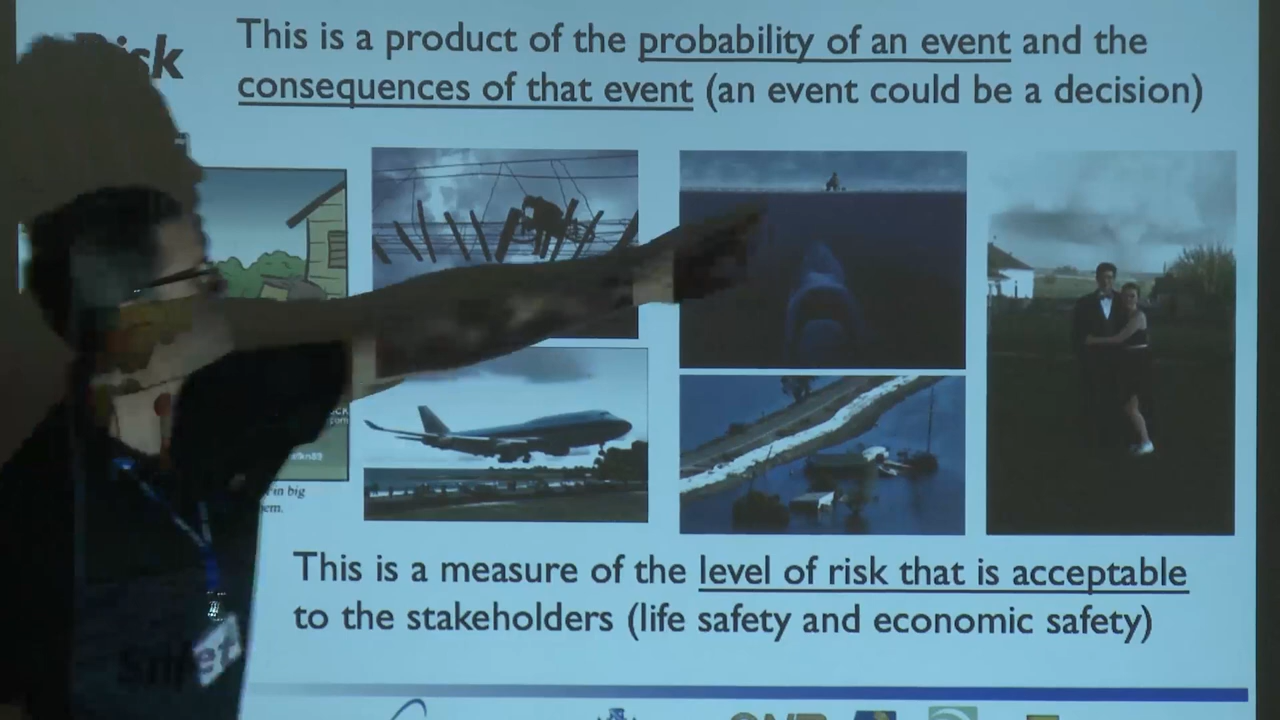 Risk
This is a product of the probability of an event and the
consequences of that event (an event could be a decision)
in big
This is a measure of the level of risk that is acceptable
to the stakeholders (life safety and economic safety)